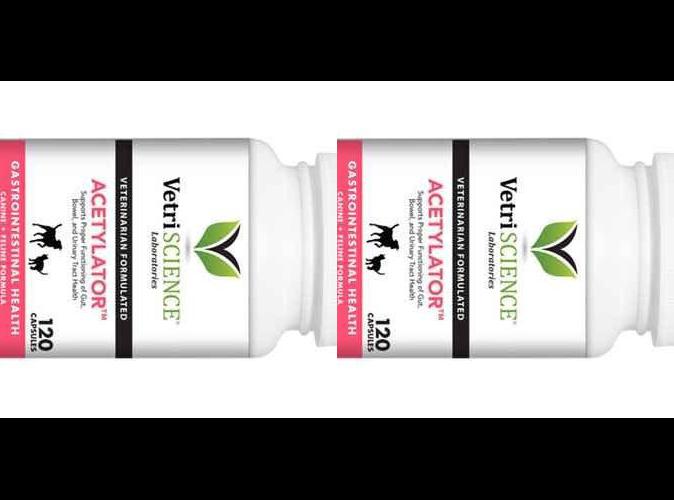 VetriSCIENCE®
Laboratories
VETERINARIAN FORMULATED
ACETYLATOR™
Supports Proper Functioning of Gut,
Bowel, and Urinary Tract Health
120
CAPSULES
GASTROINTESTINAL HEALTH
CANINE + FELINE FORMULA
VetriSCIENCE®
Laboratories
VETERINARIAN FORMULATED
ACETYLATOR™
Supports Proper Functioning of Gut,
Bowel, and Urinary Tract Health
120
CAPSULES
GASTROINTESTINAL HEALTH
CANINE + FELINE FORMULA